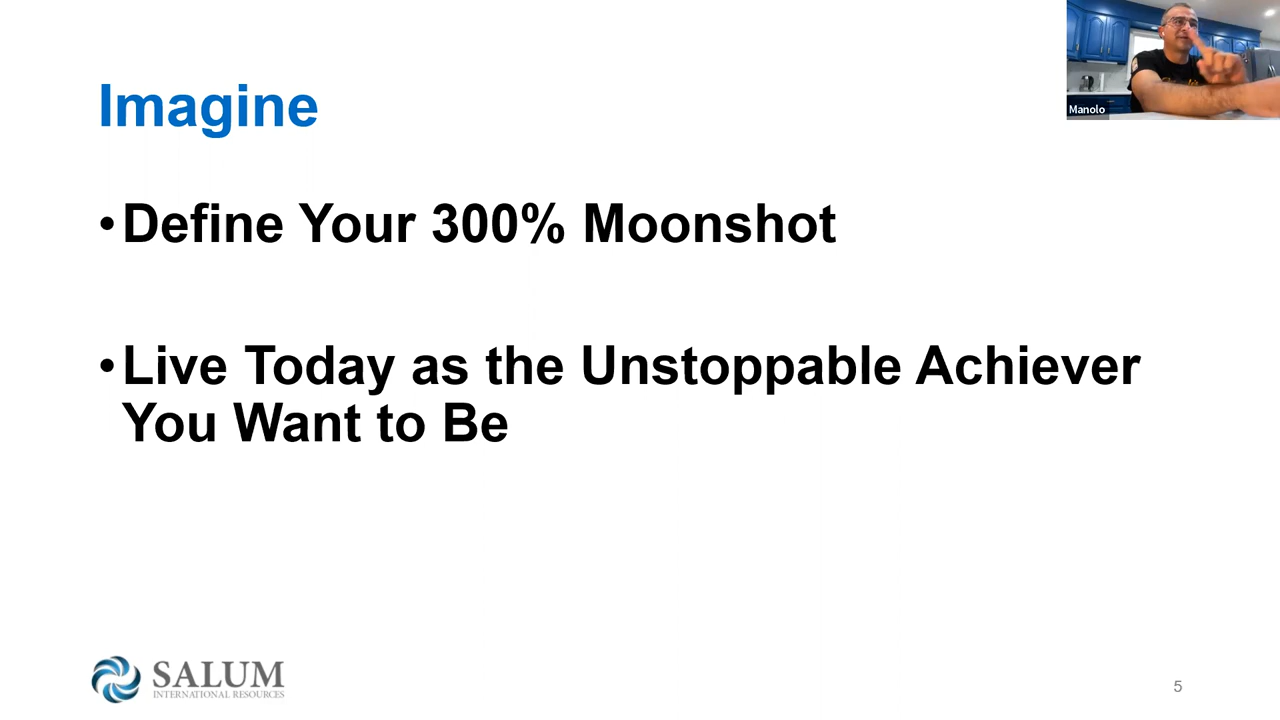 Manolo
Imagine
•Define Your 300% Moonshot
•Live Today as the Unstoppable Achiever
You Want to Be
SALUM
INTERNATIONAL RESOURCES
5